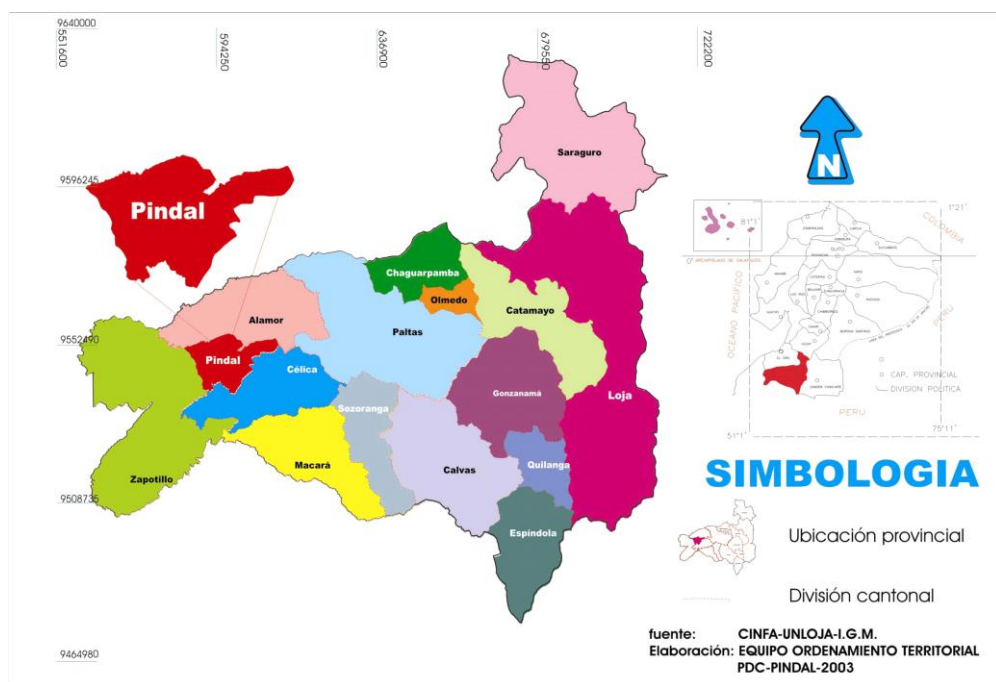 9640000
551600
594250
636900
679550
722200
9596245
9552490
9508735
9464980
Saraguro
Pindal
Chaguarpamba
Olmedo
Catamayo
Alamor
Paltas
Pindal
Célica
Gonzanamá
Loja
Sozoranga
Macará
Calvas
Quilanga
Zapotillo
Espíndola
N
1°21'
81°1'
COLOMBIA
ARCHIPIELAGO DE GALAPAGOS
OCEANO PACIFICO
PERU
CAP. PROVINCIAL
DIVISION POLITICA
PERU
51°1'
75°11'
SIMBOLOGIA
Ubicación provincial
División cantonal
fuente: CINFA-UNLOJA-I.G.M.
Elaboración: EQUIPO ORDENAMIENTO TERRITORIAL
PDC-PINDAL-2003